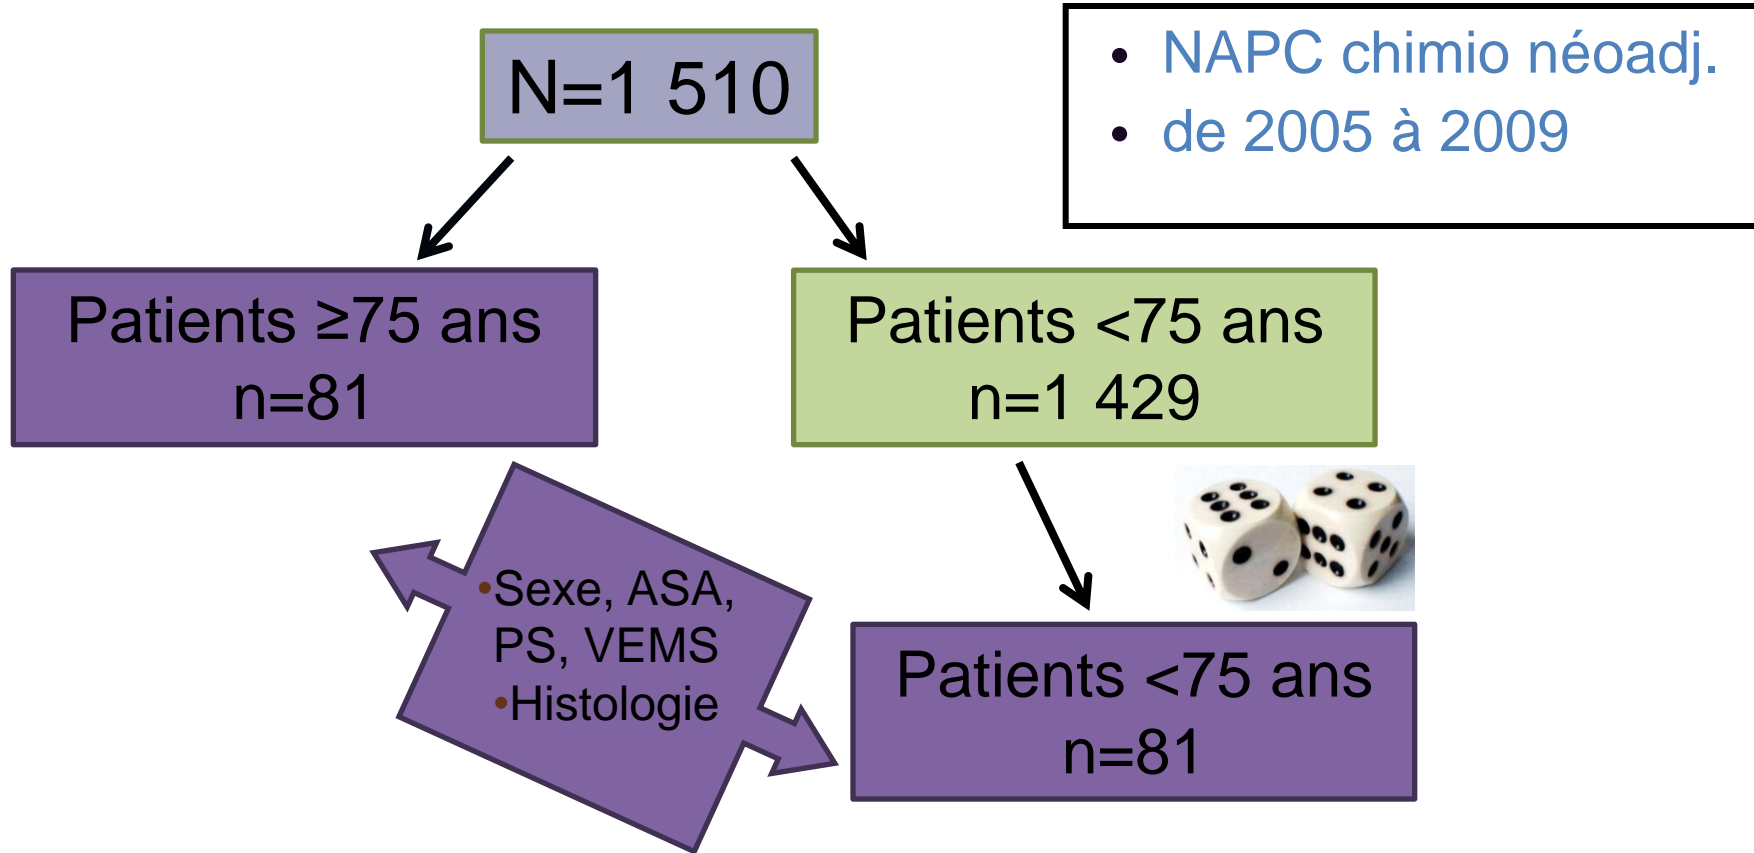 N=1 510
• NAPC chimio néoadj.
• de 2005 à 2009
Patients ≥75 ans
n=81
Patients <75 ans
n=1 429
•Sexe, ASA,
PS, VEMS
•Histologie
Patients <75 ans
n=81